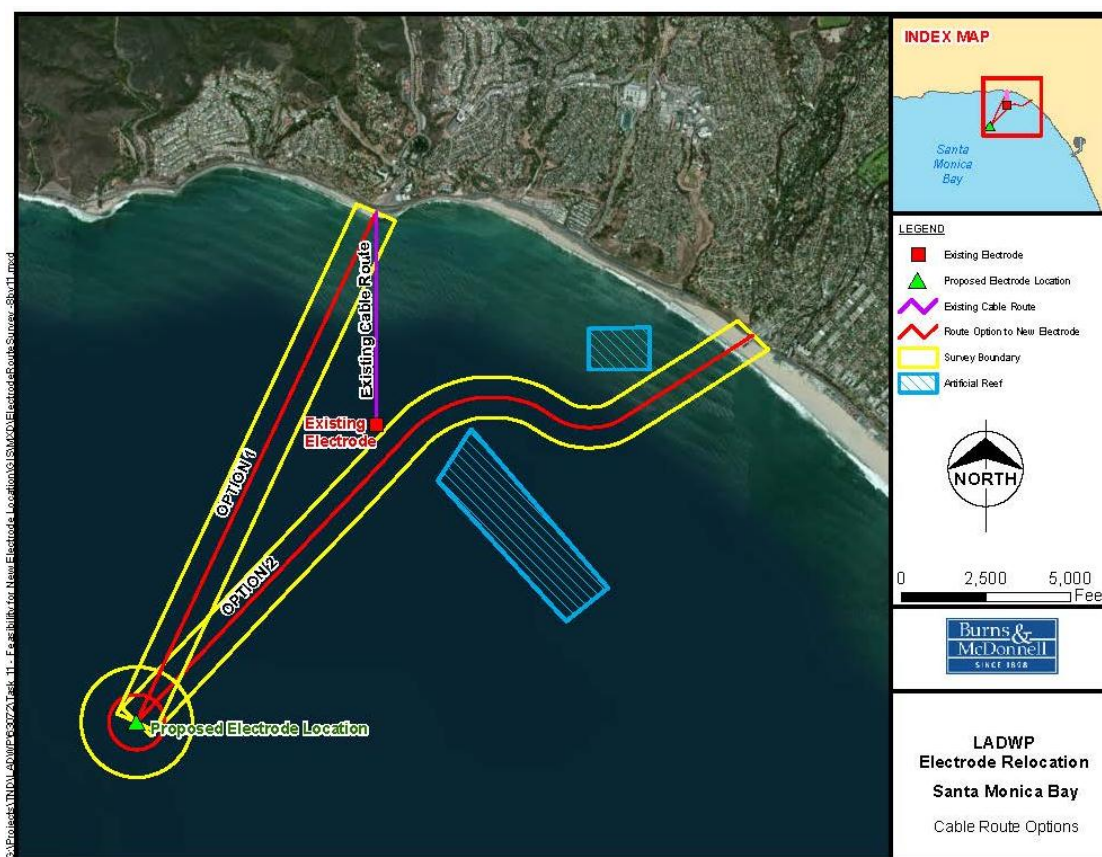 INDEX MAP
Santa
Monica
Bay
LEGEND
Existing Electrode
Proposed Electrode Location
Existing Cable Route
Route Option to New Electrode
Survey Boundary
Artificial Reef
NORTH
0 2,500 5,000
Fee
Burns &
McDonnell
SINCE 1898
LADWP
Electrode Relocation
Santa Monica Bay
Cable Route Options
Existing Cable Route
Existing
Electrode
OPTION 1
OPTION 2
Proposed Electrode Location